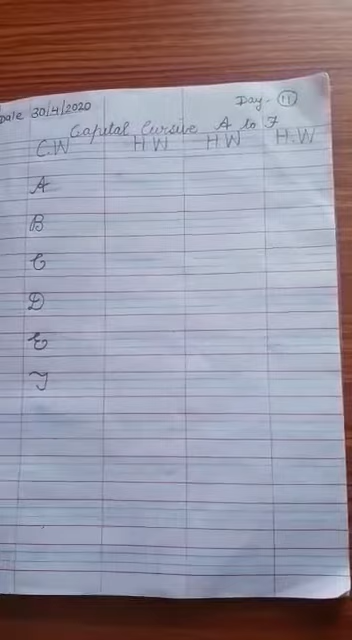 Date 30/4/2020 Day- 11
Capital Cursive A to F
C.W H.W H.W H.W
A
B
C
D
E
F